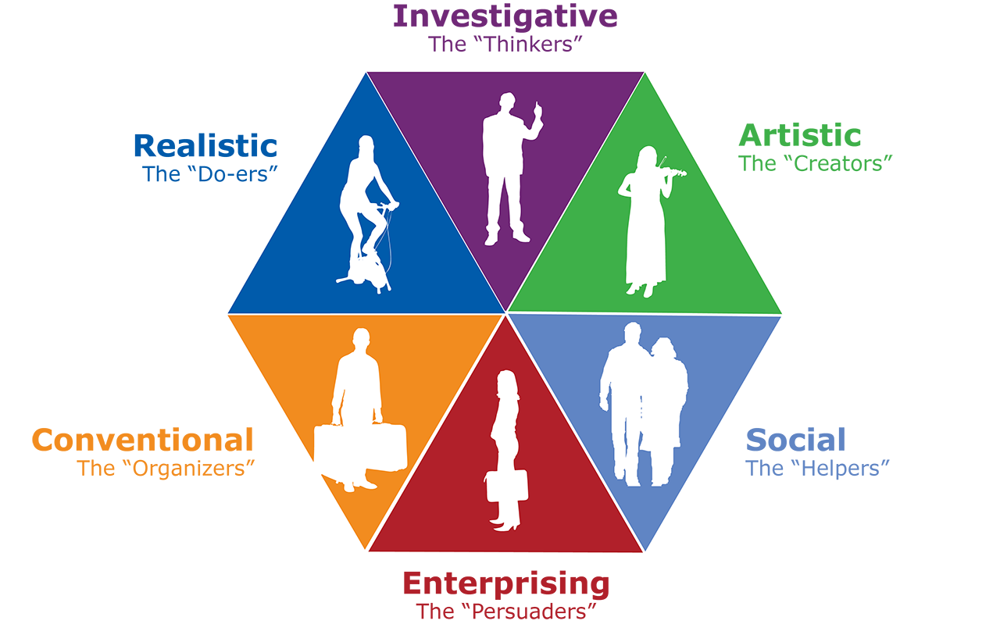 Investigative
The “Thinkers”
Realistic
The “Do-ers”
Artistic
The “Creators”
Conventional
The “Organizers”
Social
The “Helpers”
Enterprising
The “Persuaders”